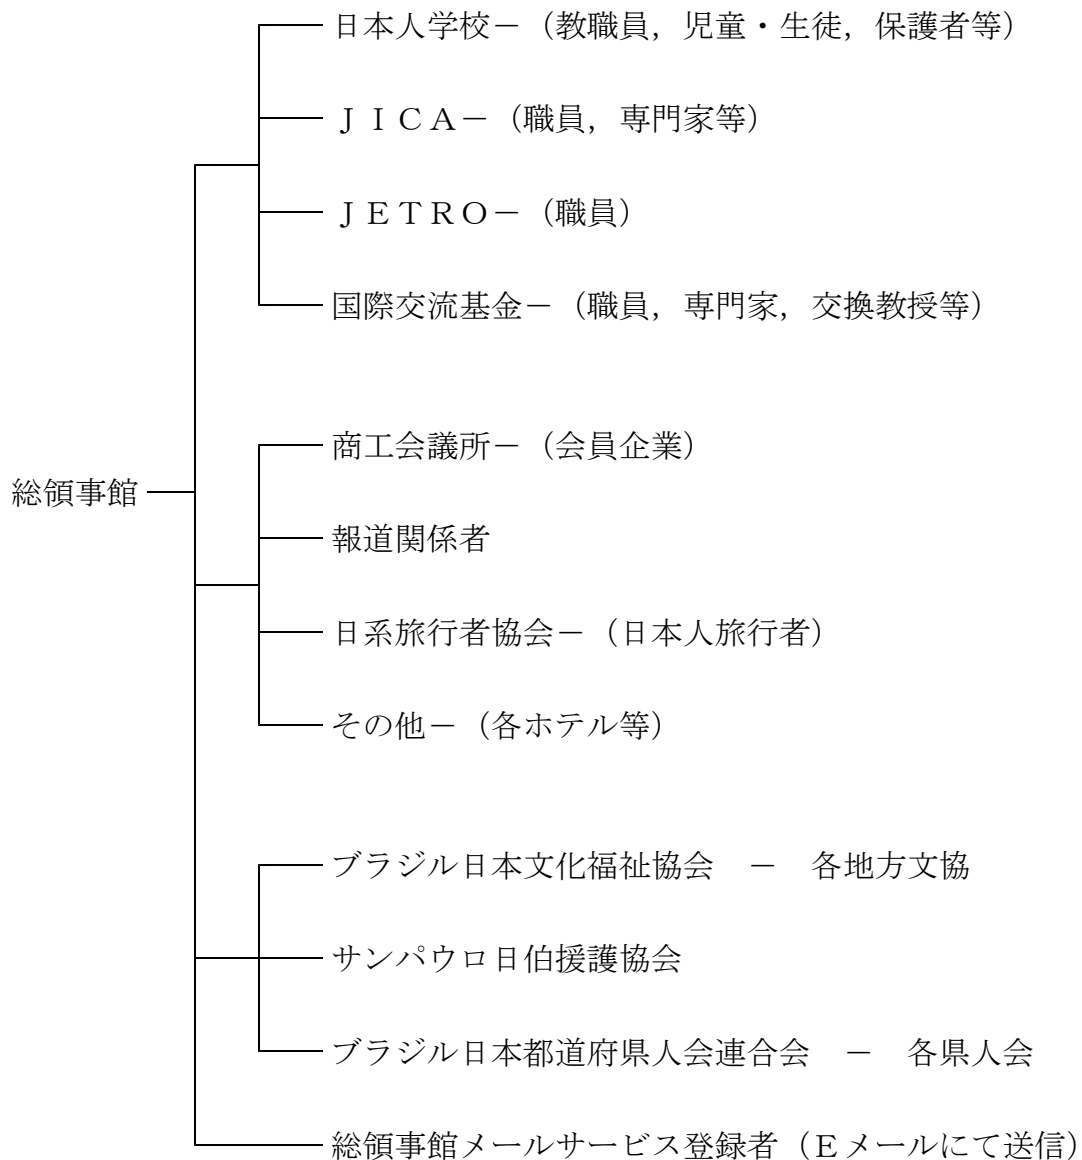 日本人学校－（教職員，児童・生徒，保護者等）
ＪＩＣＡ－（職員，専門家等）
ＪＥＴＲＯ－（職員）
国際交流基金－（職員，専門家，交換教授等）
商工会議所－（会員企業）
総領事館
報道関係者
日系旅行者協会－（日本人旅行者）
その他－（各ホテル等）
ブラジル日本文化福祉協会　－　各地方文協
サンパウロ日伯援護協会
ブラジル日本都道府県人会連合会　－　各県人会
総領事館メールサービス登録者（Ｅメールにて送信）